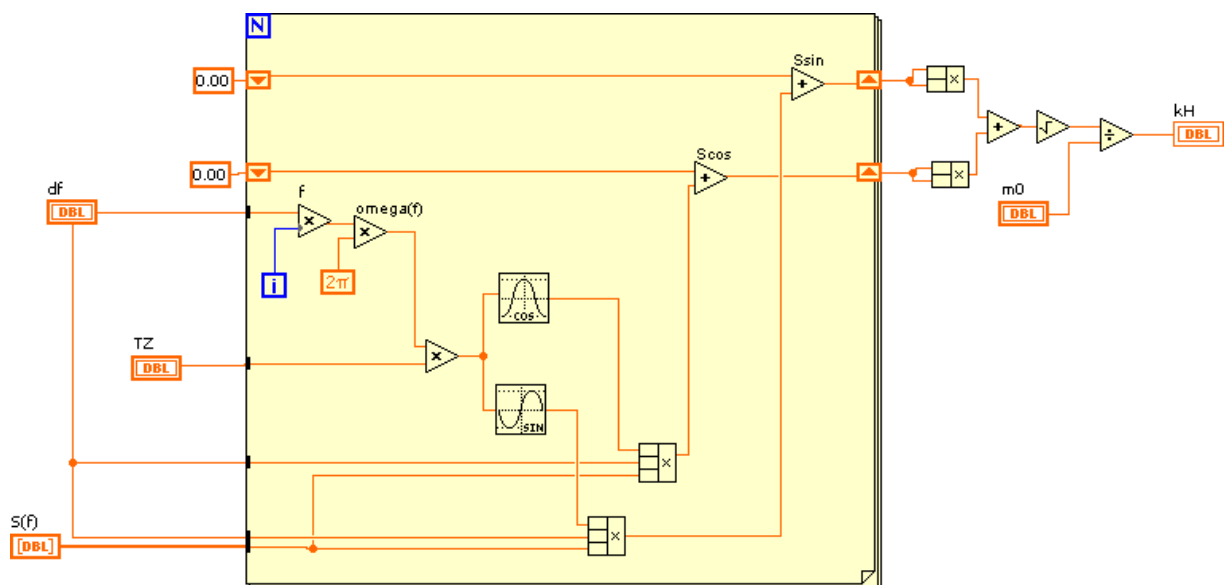 N
Ssin
+
0.00
×
kH
DBL
+
√
÷
Scos
+
0.00
×
df
DBL
f
×
omega(f)
×
m0
DBL
i
2π
COS
TZ
DBL
×
SIN
×
S(f)
[DBL]
×